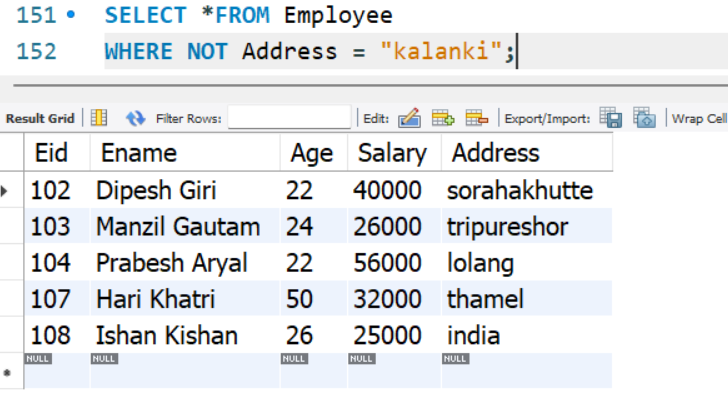 151 SELECT *FROM Employee
152 WHERE NOT Address = "kalanki";
Result Grid Filter Rows: Edit: Export/Import: Wrap Cell
Eid Ename Age Salary Address
102 Dipesh Giri 22 40000 sorahakhutte
103 Manzil Gautam 24 26000 tripureshor
104 Prabesh Aryal 22 56000 lolang
107 Hari Khatri 50 32000 thamel
108 Ishan Kishan 26 25000 india
NULL NULL NULL NULL NULL